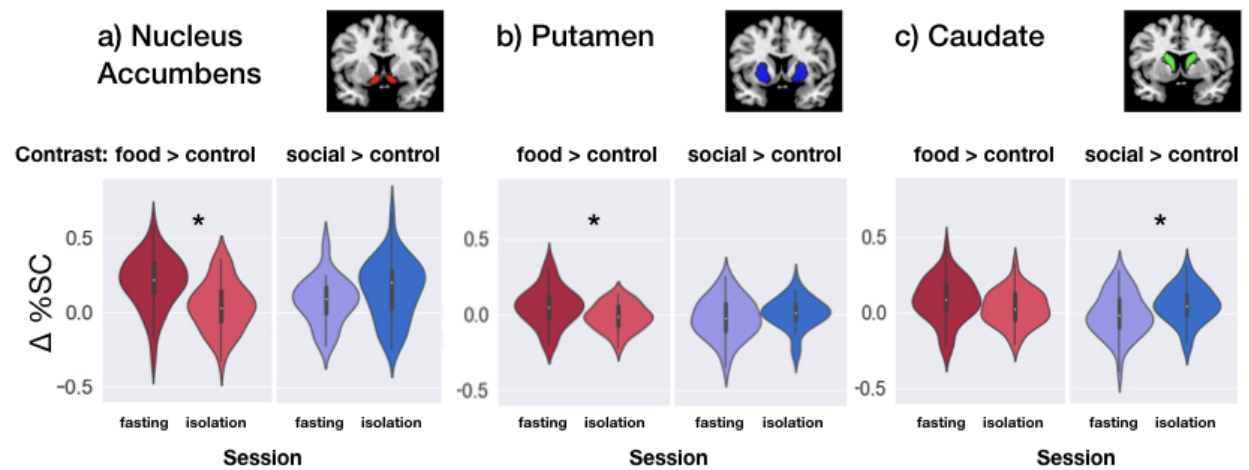 a) Nucleus
Accumbens
b) Putamen
c) Caudate
Contrast: food > control social > control
food > control social > control
food > control social > control
Δ %SC
0.5
0.0
−0.5
*
fasting isolation fasting isolation
Session
0.5
0.0
-0.5
*
fasting isolation fasting isolation
Session
0.5
0.0
-0.5
*
fasting isolation fasting isolation
Session